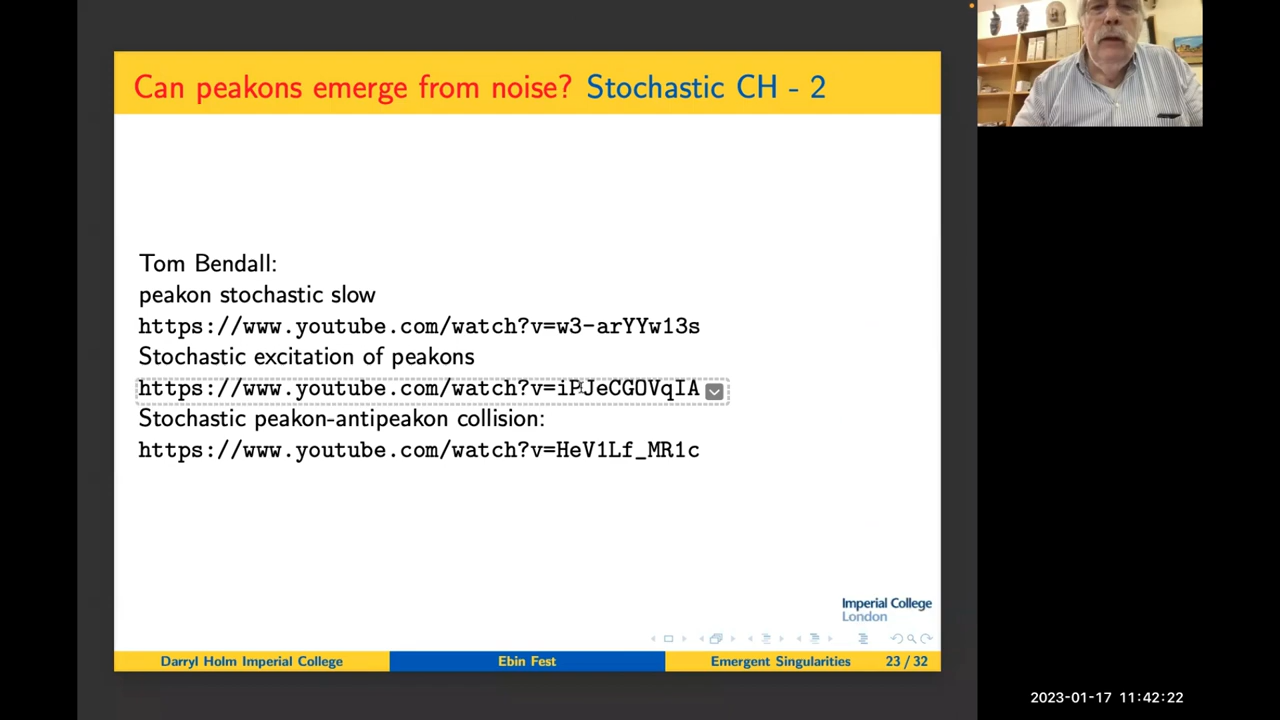 Can peakons emerge from noise? Stochastic CH - 2
Tom Bendall:
peakon stochastic slow
https://www.youtube.com/watch?v=w3-arYYw13s
Stochastic excitation of peakons
https://www.youtube.com/watch?v=iPJeCGOVqIA
Stochastic peakon-antipeakon collision:
https://www.youtube.com/watch?v=HeV1Lf_MR1c
Imperial College
London
Darryl Holm Imperial College Ebin Fest Emergent Singularities 23 / 32
2023-01-17 11:42:22